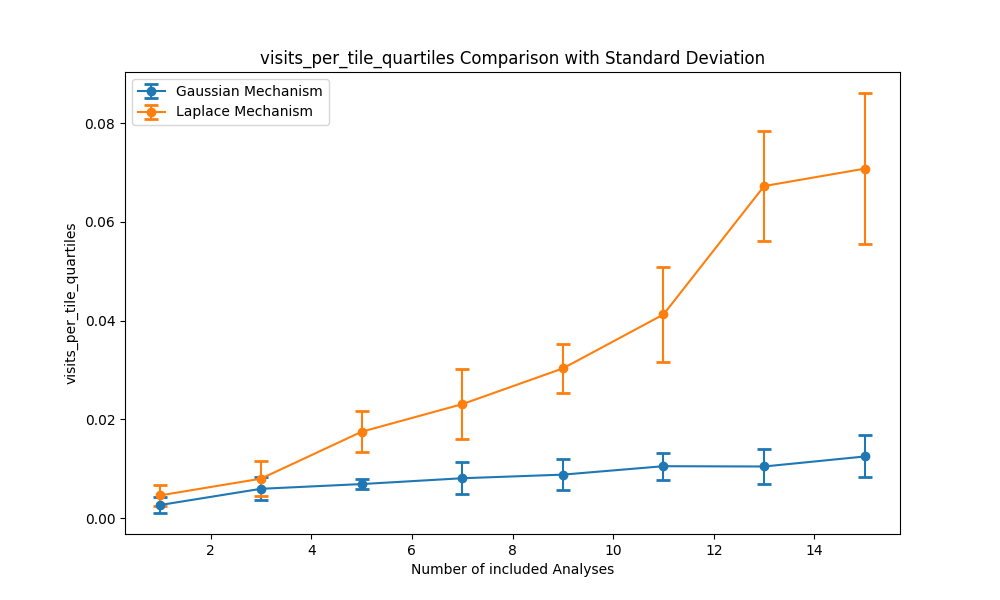 visits_per_tile_quartiles Comparison with Standard Deviation
Gaussian Mechanism
Laplace Mechanism
visits_per_tile_quartiles
0.08
0.06
0.04
0.02
0.00
2 4 6 8 10 12 14
Number of included Analyses